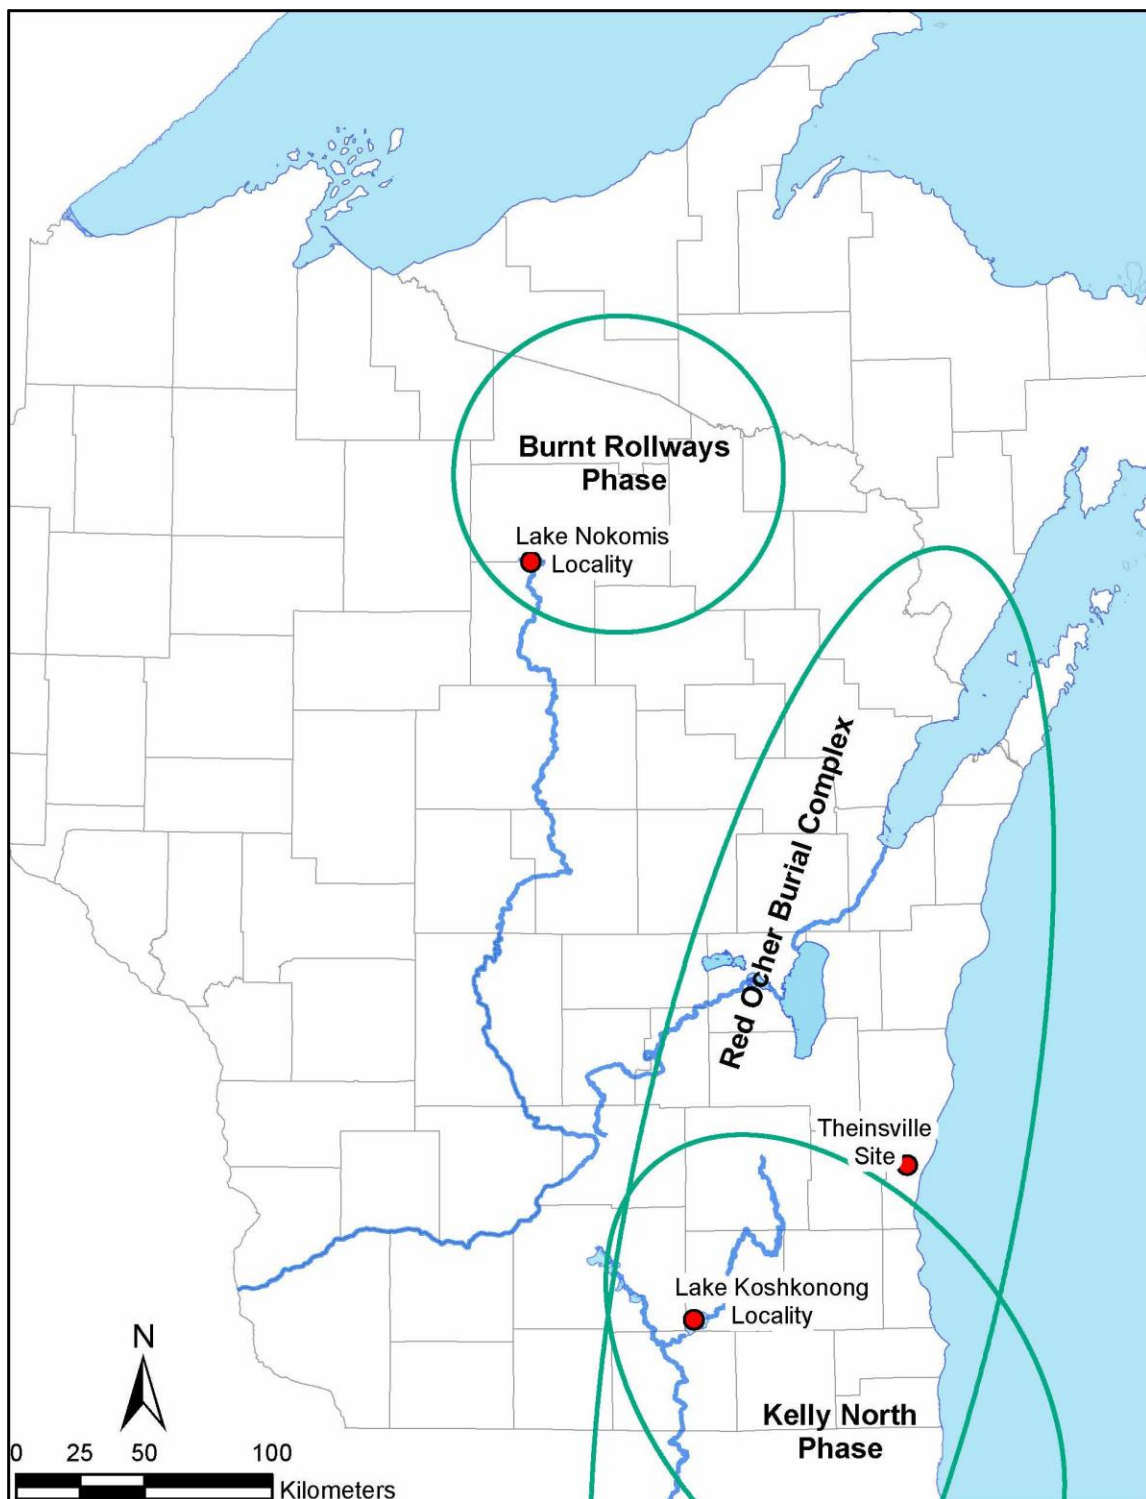 Burnt Rollways
Phase
Lake Nokomis
Locality
Red Ocher Burial Complex
Theinsville
Site
Lake Koshkonong
Locality
Kelly North
Phase
N
0 25 50 100
Kilometers